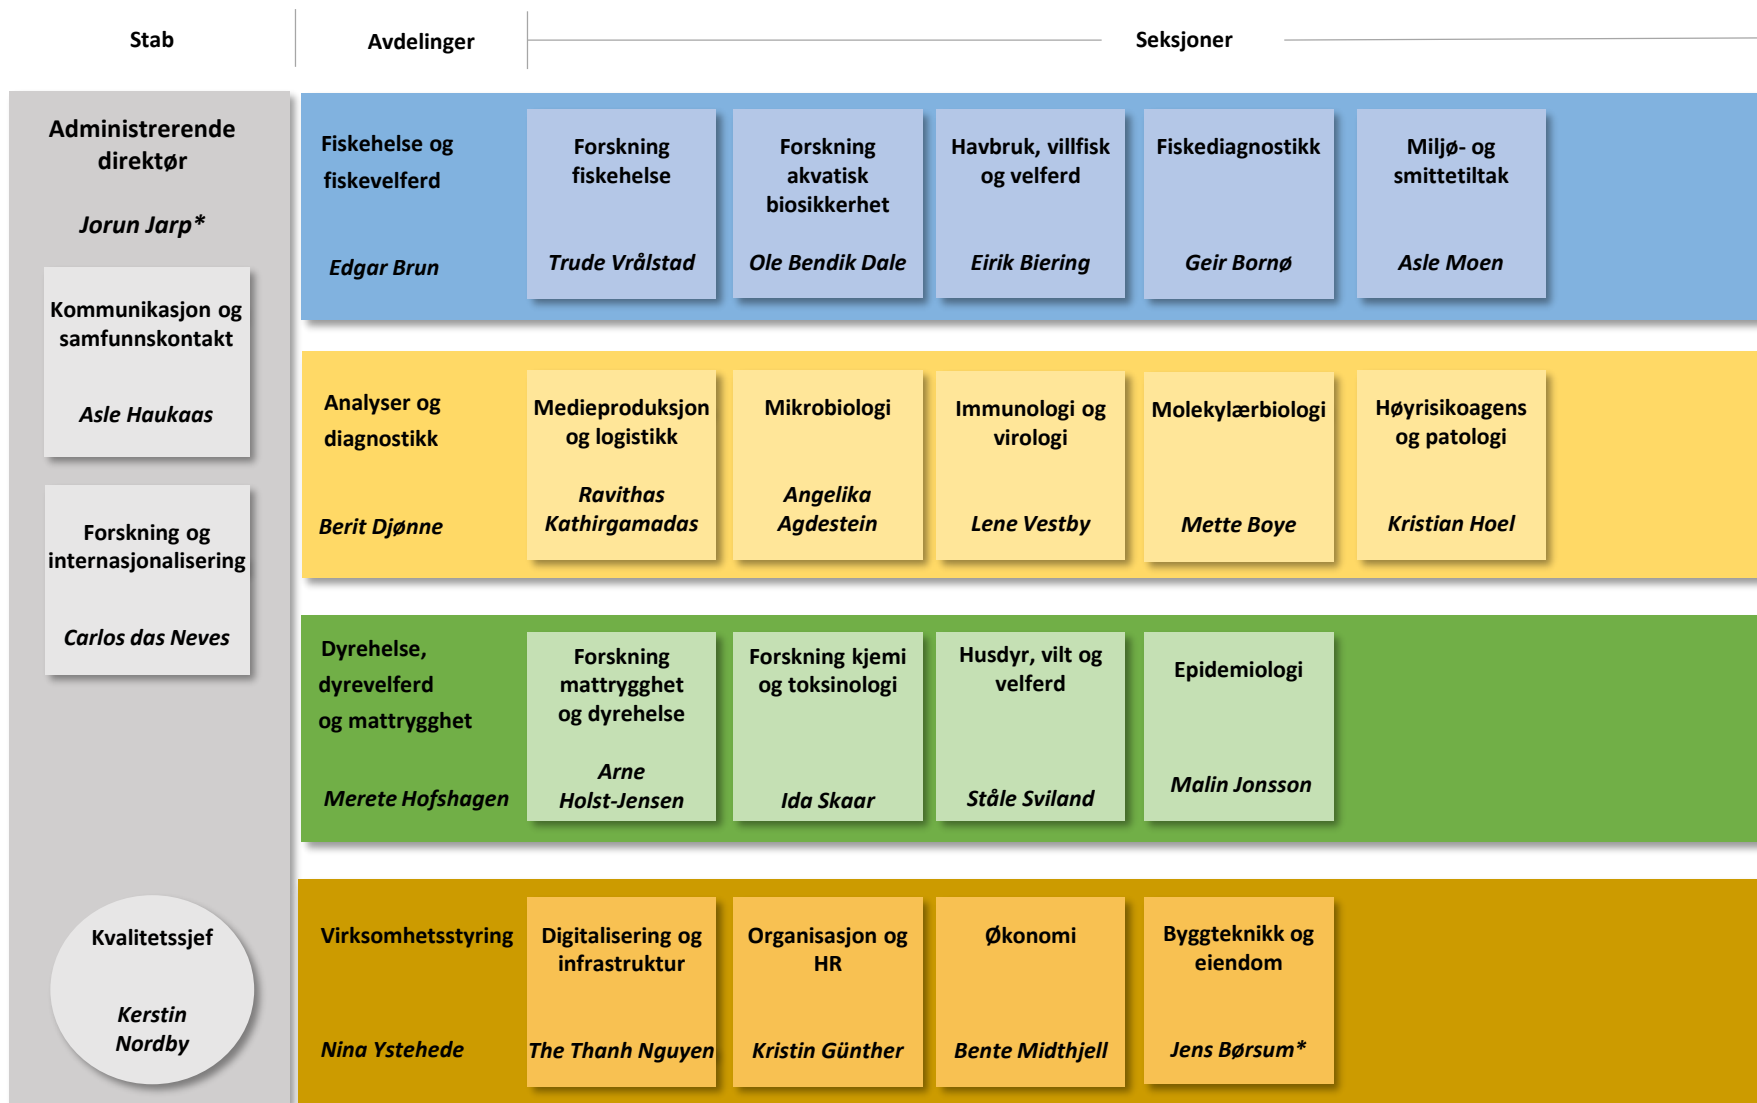 Stab
Avdelinger
Seksjoner
Administrerende
direktør
Jorun Jarp*
Kommunikasjon og
samfunnskontakt
Asle Haukaas
Forskning og
internasjonalisering
Carlos das Neves
Kvalitetssjef
Kerstin
Nordby
Fiskehelse og
fiskevelferd
Edgar Brun
Forskning
fiskehelse
Trude Vrålstad
Forskning
akvatisk
biosikkerhet
Ole Bendik Dale
Havbruk, villfisk
og velferd
Eirik Biering
Fiskediagnostikk
Geir Bornø
Miljø- og
smittetiltak
Asle Moen
Analyser og
diagnostikk
Berit Djønne
Medieproduksjon
og logistikk
Ravithas
Kathirgamadas
Mikrobiologi
Angelika
Agdestein
Immunologi og
virologi
Lene Vestby
Molekylærbiologi
Mette Boye
Høyrisikoagens
og patologi
Kristian Hoel
Dyrehelse,
dyrevelferd
og mattrygghet
Merete Hofshagen
Forskning
mattrygghet
og dyrehelse
Arne
Holst-Jensen
Forskning kjemi
og toksinologi
Ida Skaar
Husdyr, vilt og
velferd
Ståle Sviland
Epidemiologi
Malin Jonsson
Virksomhetsstyring
Nina Ystehede
Digitalisering og
infrastruktur
The Thanh Nguyen
Organisasjon og
HR
Kristin Günther
Økonomi
Bente Midthjell
Byggteknikk og
eiendom
Jens Børsum*